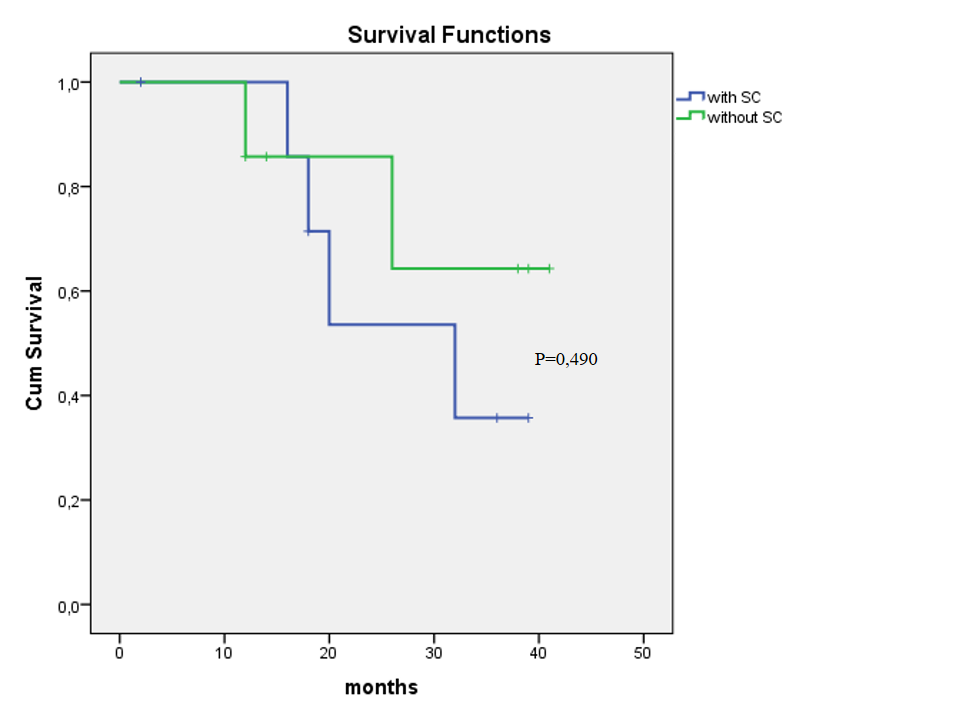 Survival Functions
with SC
without SC
Cum Survival
1,0
0,8
0,6
0,4
0,2
0,0
P=0,490
0 10 20 30 40 50
months